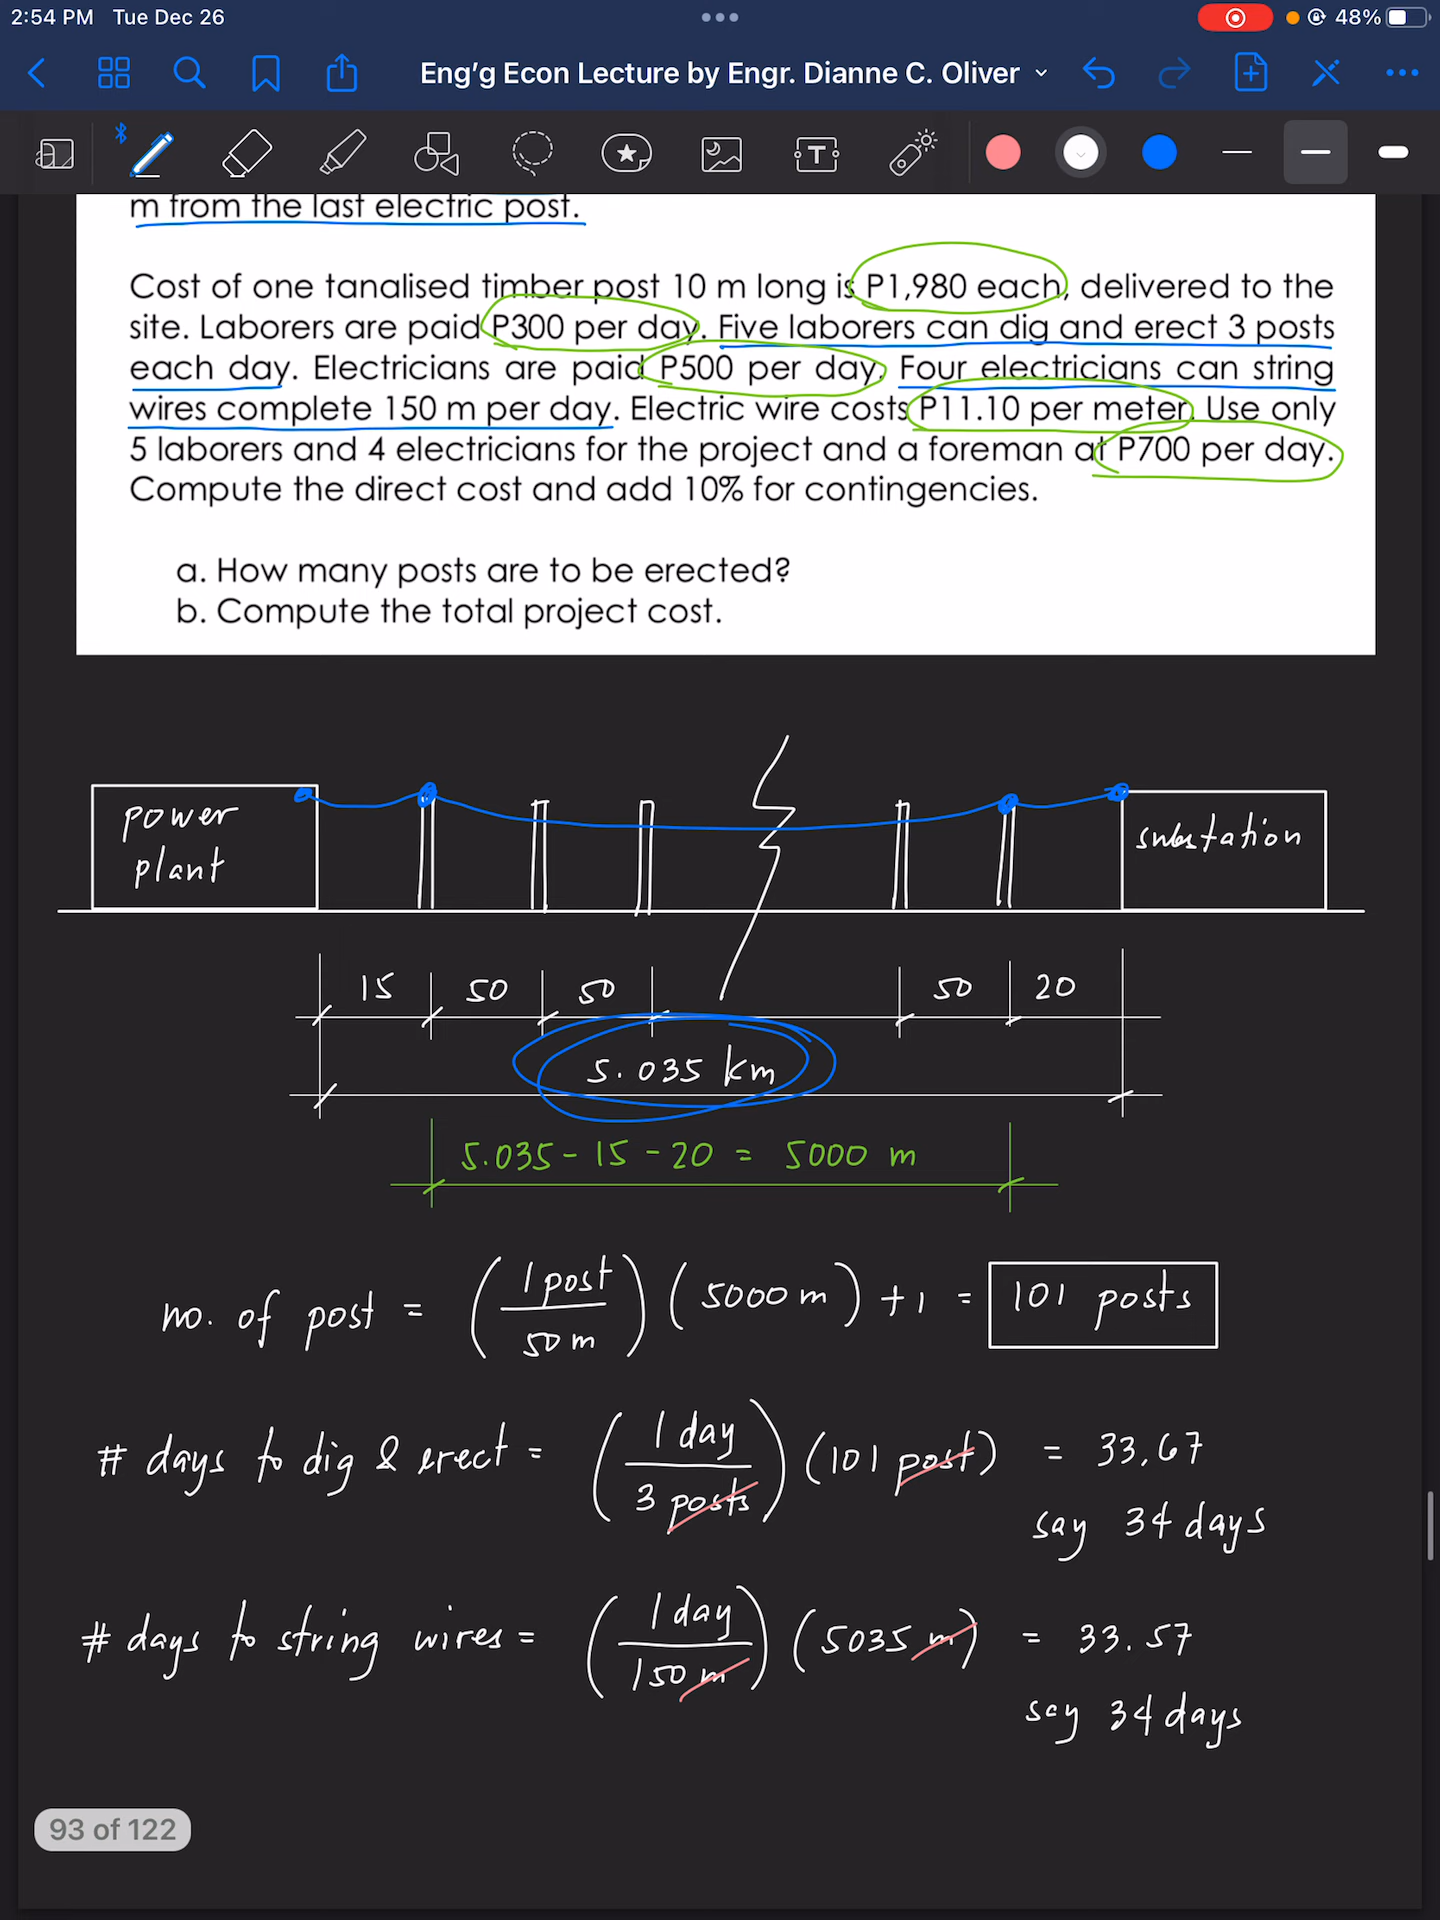 2:54 PM Tue Dec 26
48%
Eng'g Econ Lecture by Engr. Dianne C. Oliver
T
m from the last electric post.
Cost of one tanalised timber post 10 m long is P1,980 each, delivered to the
site. Laborers are paid P300 per day. Five laborers can dig and erect 3 posts
each day. Electricians are paid P500 per day. Four electricians can string
wires complete 150 m per day. Electric wire costs P11.10 per meter. Use only
5 laborers and 4 electricians for the project and a foreman at P700 per day.
Compute the direct cost and add 10% for contingencies.
a. How many posts are to be erected?
b. Compute the total project cost.
power
plant
substation
15 50 50 50 20
5.035 km
5.035 - 15 - 20 = 5000 m
no. of post = (1 post / 50 m) (5000 m) + 1 = 101 posts
# days to dig & erect = (1 day / 3 posts) (101 post) = 33.67
say 34 days
# days to string wires = (1 day / 150 m) (5035 m) = 33.57
say 34 days
93 of 122